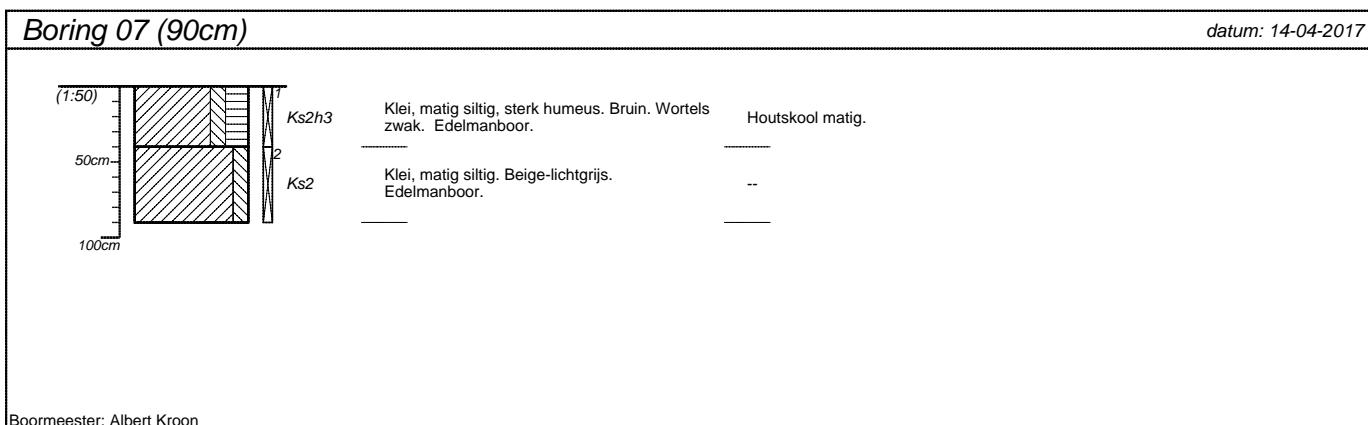 Boring 07 (90cm)
datum: 14-04-2017
(1:50)
1
Ks2h3
Klei, matig siltig, sterk humeus. Bruin. Wortels
zwak. Edelmanboor.
Houtskool matig.
50cm
2
Ks2
Klei, matig siltig. Beige-lichtgrijs.
Edelmanboor.
--
100cm
Boormeester: Albert Kroon